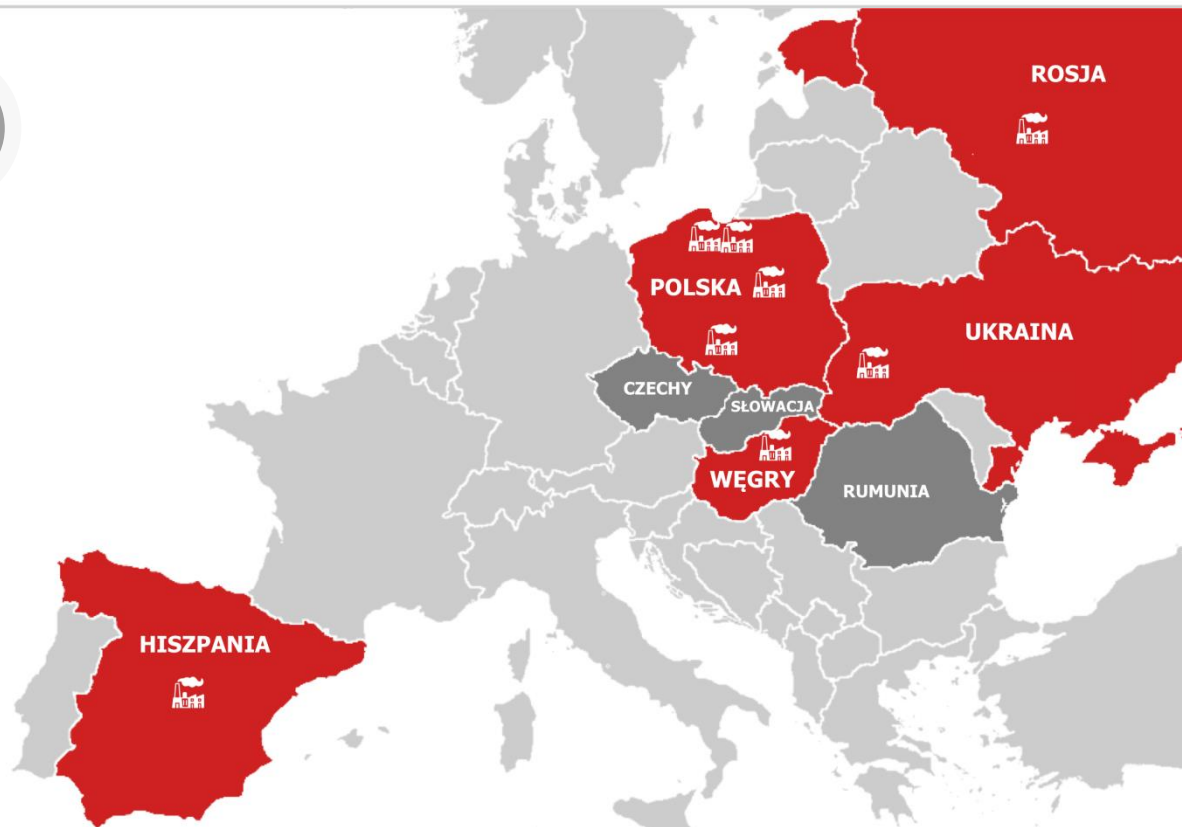 ROSJA
POLSKA
UKRAINA
CZECHY
SŁOWACJA
WĘGRY
RUMUNIA
HISZPANIA